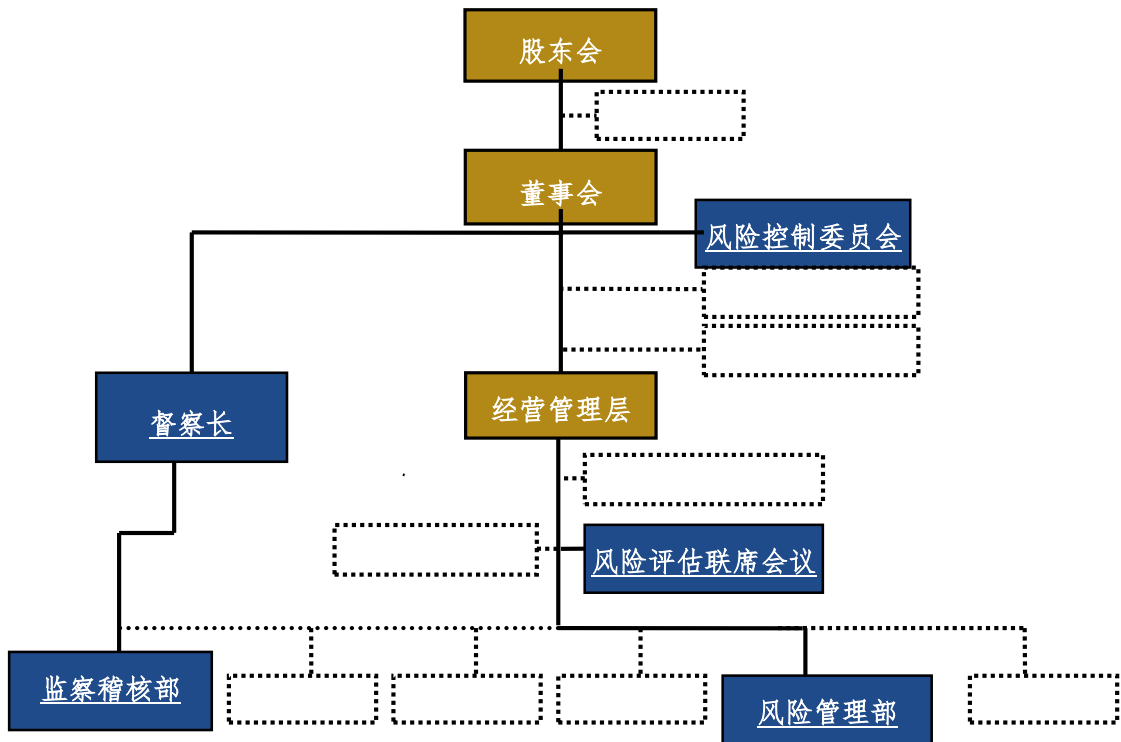 股东会
董事会
风险控制委员会
经营管理层
督察长
风险评估联席会议
监察稽核部
风险管理部